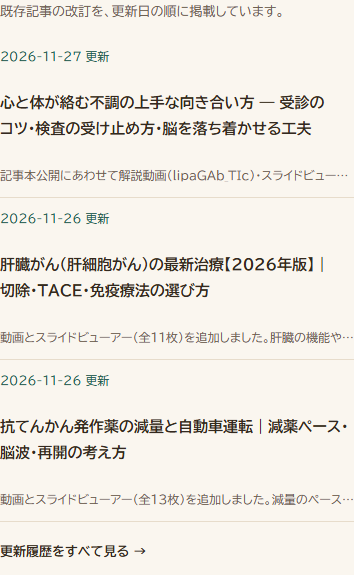 既存記事の改訂を、更新日の順に掲載しています。
2026-11-27 更新
心と体が絡む不調の上手な向き合い方 — 受診の
コツ・検査の受け止め方・脳を落ち着かせる工夫
記事本公開にあわせて解説動画(lipaGAb_TIc)・スライドビュー…
2026-11-26 更新
肝臓がん(肝細胞がん)の最新治療【2026年版】｜
切除・TACE・免疫療法の選び方
動画とスライドビューアー(全11枚)を追加しました。肝臓の機能や…
2026-11-26 更新
抗てんかん発作薬の減量と自動車運転｜減薬ペース・
脳波・再開の考え方
動画とスライドビューアー(全13枚)を追加しました。減量のペース…
更新履歴をすべて見る →